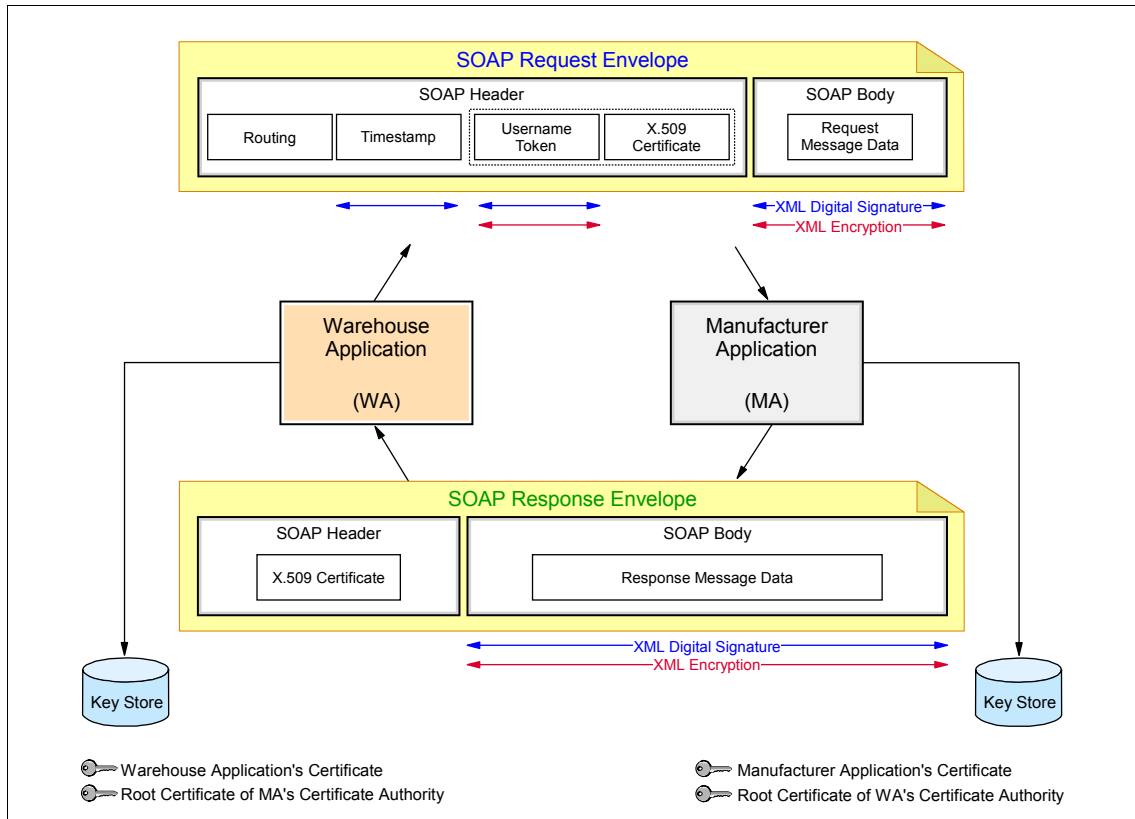 SOAP Request Envelope
SOAP Header
Routing
Timestamp
Username
Token
X.509
Certificate
SOAP Body
Request
Message Data
XML Digital Signature
XML Encryption
Warehouse
Application
(WA)
Manufacturer
Application
(MA)
SOAP Response Envelope
SOAP Header
X.509 Certificate
SOAP Body
Response Message Data
XML Digital Signature
XML Encryption
Key Store
Key Store
Warehouse Application's Certificate
Root Certificate of MA's Certificate Authority
Manufacturer Application's Certificate
Root Certificate of WA's Certificate Authority